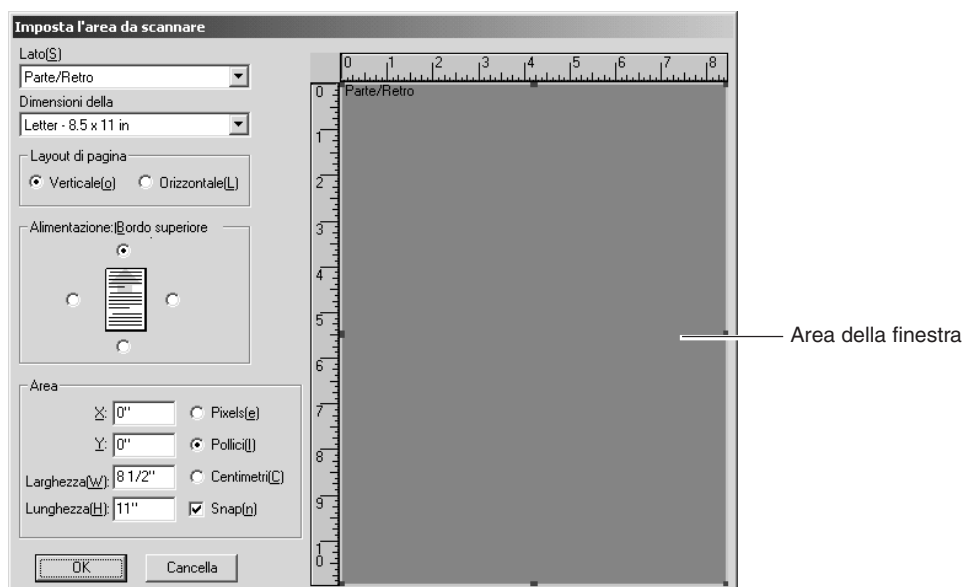 Imposta l'area da scannare
Lato(S)
Parte/Retro
Dimensioni della
Letter - 8.5 x 11 in
Layout di pagina
Verticale(o) Orizzontale(L)
Alimentazione:(Bordo superiore
Area
X: 0" Pixels(e)
Y: 0" Pollici(I)
Larghezza(W): 8 1/2" Centimetri(C)
Lunghezza(H): 11" Snap(n)
OK Cancella
0 1 2 3 4 5 6 7 8
Parte/Retro
0
1
2
3
4
5
6
7
8
9
10
Area della finestra